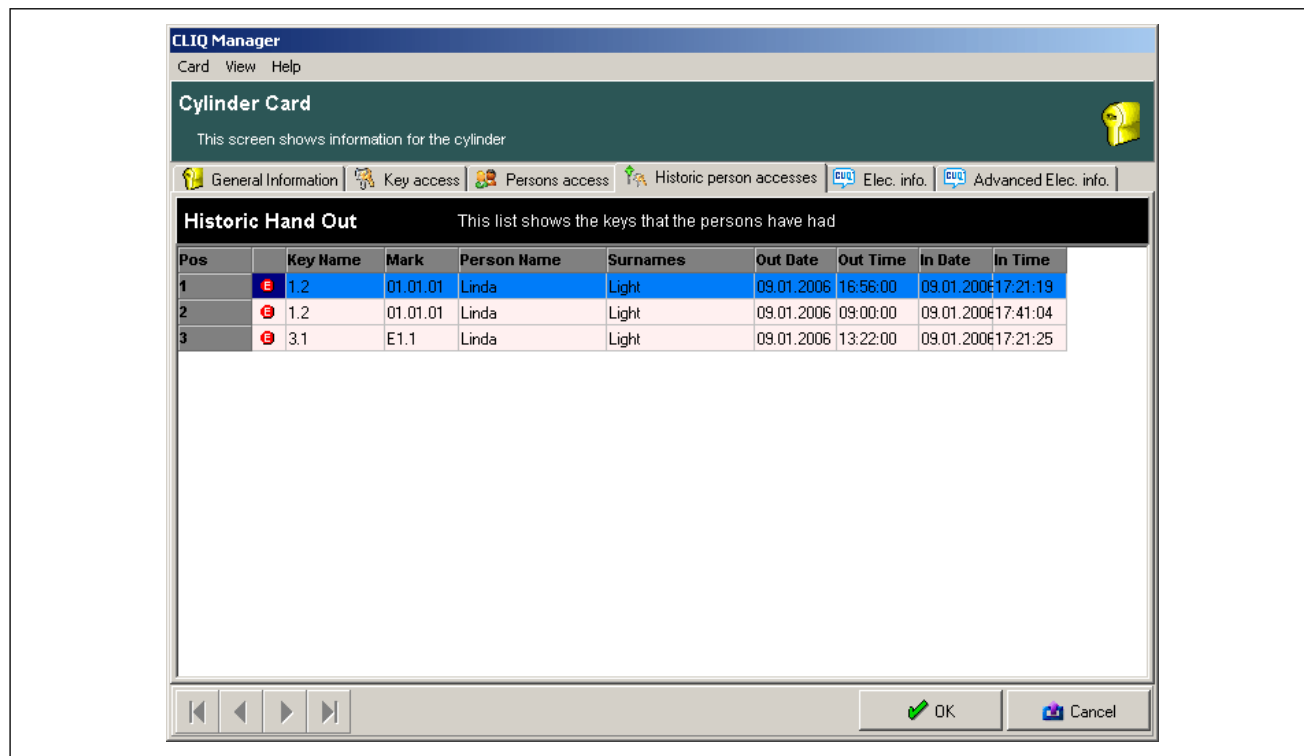 CLIQ Manager
Card View Help
Cylinder Card
This screen shows information for the cylinder
General Information Key access Persons access Historic person accesses CLIQ Elec. info. CLIQ Advanced Elec. info.
Historic Hand Out This list shows the keys that the persons have had
Pos Key Name Mark Person Name Surnames Out Date Out Time In Date In Time
1 E 1.2 01.01.01 Linda Light 09.01.2006 16:56:00 09.01.2006 17:21:19
2 E 1.2 01.01.01 Linda Light 09.01.2006 09:00:00 09.01.2006 17:41:04
3 E 3.1 E1.1 Linda Light 09.01.2006 13:22:00 09.01.2006 17:21:25
OK Cancel